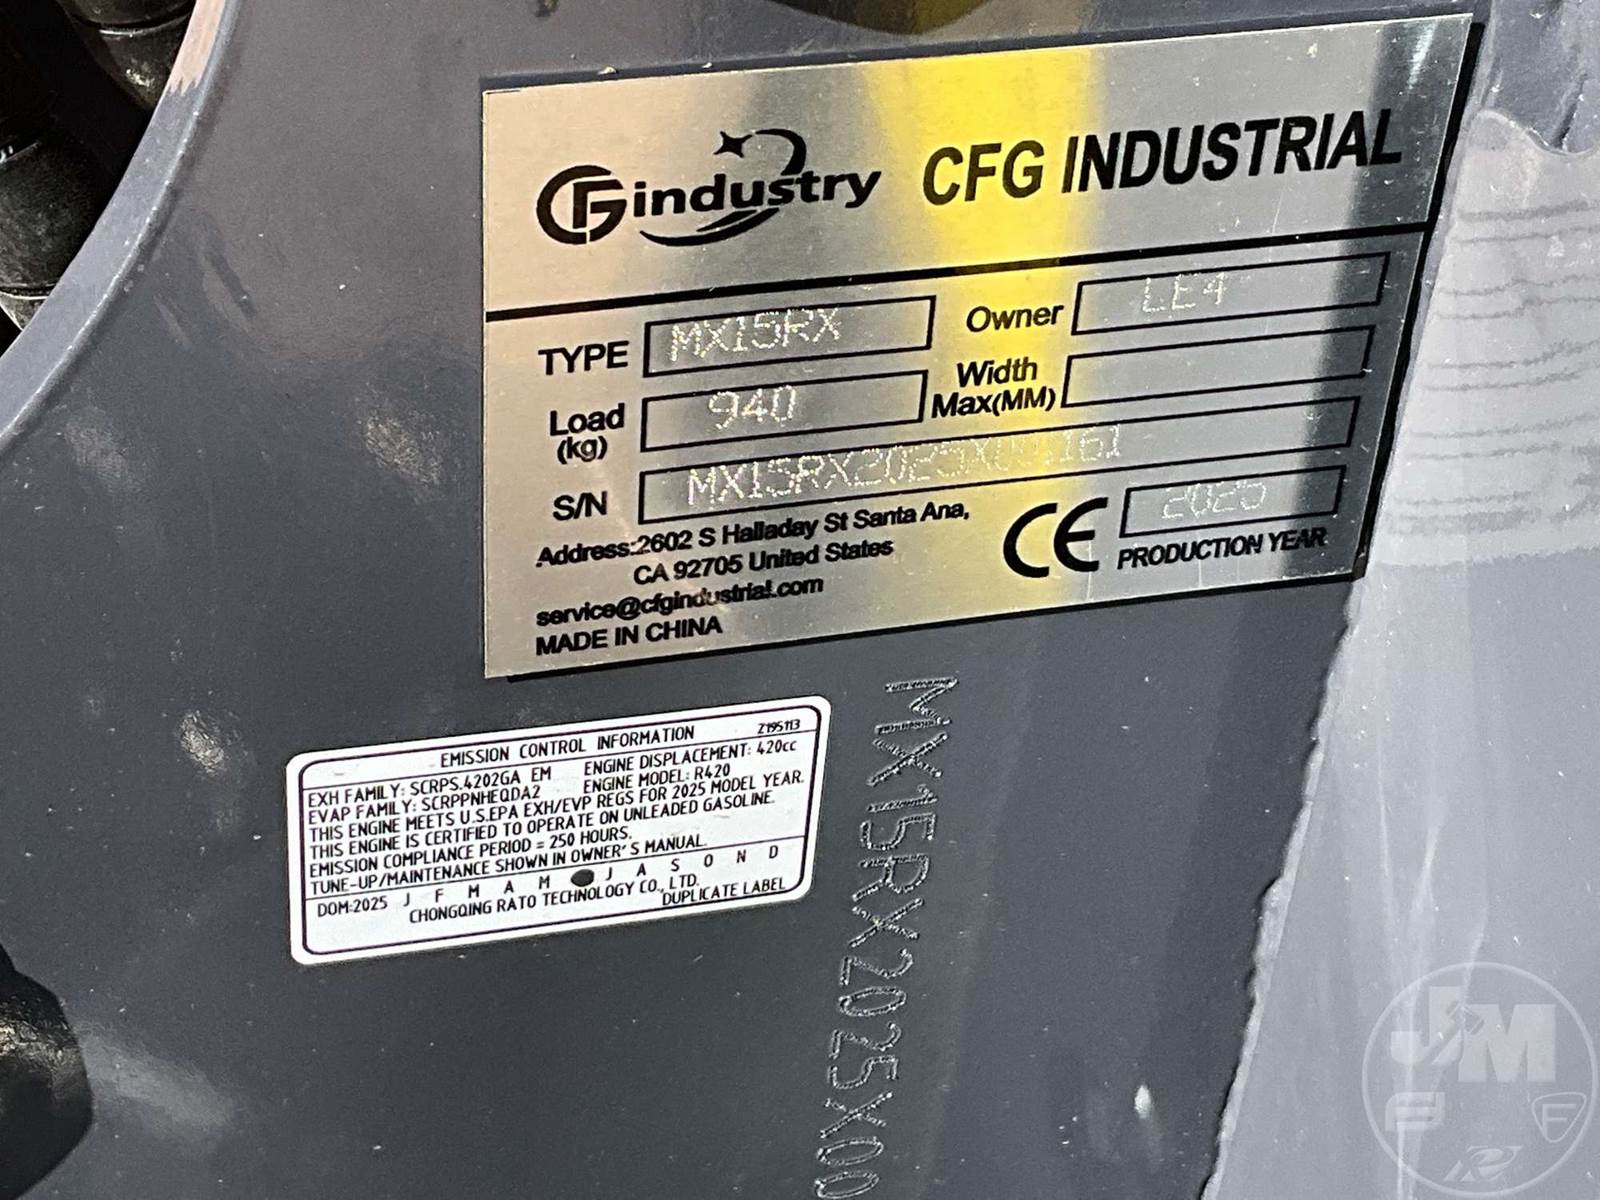 CFG industry CFG INDUSTRIAL
TYPE MX15RX Owner LE4
Load (kg) 940 Width Max(MM)
S/N
Address:2602 S Halladay St Santa Ana,
CA 92705 United States
service@cfgindustrial.com
MADE IN CHINA
CE 2025
PRODUCTION YEAR
EMISSION CONTROL INFORMATION Z195113
EXH FAMILY: SCRPS.4202GA EM ENGINE DISPLACEMENT: 420cc
EVAP FAMILY: SCRPPNHEQDA2 ENGINE MODEL: R420
THIS ENGINE MEETS U.S.EPA EXH/EVP REGS FOR 2025 MODEL YEAR.
THIS ENGINE IS CERTIFIED TO OPERATE ON UNLEADED GASOLINE.
EMISSION COMPLIANCE PERIOD = 250 HOURS.
TUNE-UP/MAINTENANCE SHOWN IN OWNER'S MANUAL.
DOM:2025 J F M A M J A S O N D
CHONGQING RATO TECHNOLOGY CO., LTD.
DUPLICATE LABEL
MX15RX2025X00
JM